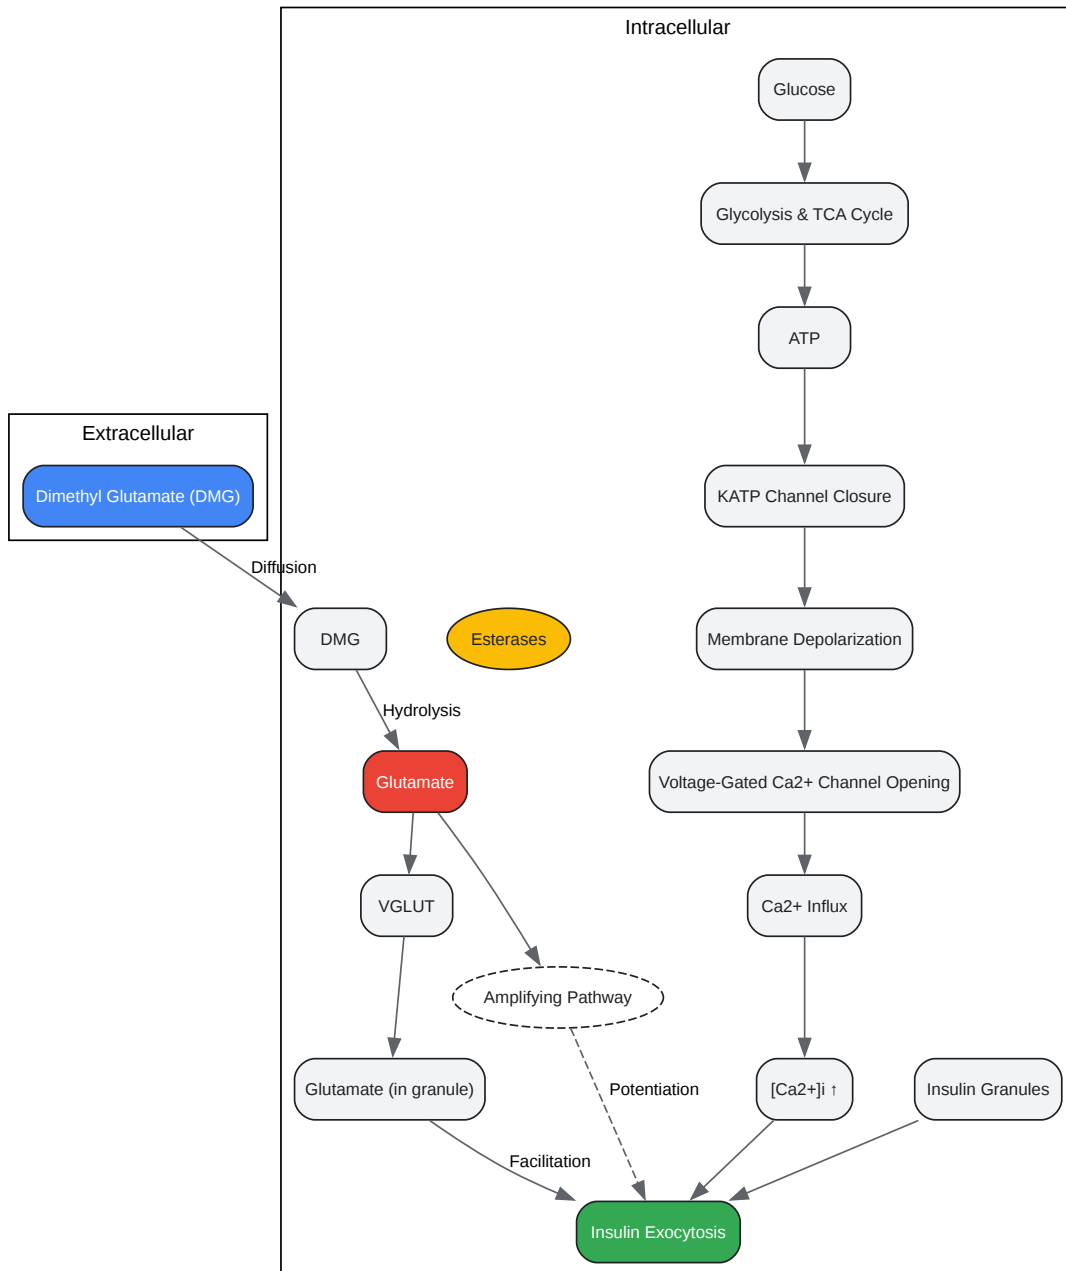 Intracellular
Glucose
Glycolysis & TCA Cycle
ATP
Extracellular
Dimethyl Glutamate (DMG)
KATP Channel Closure
Diffusion
DMG
Esterases
Membrane Depolarization
Hydrolysis
Glutamate
Voltage-Gated Ca2+ Channel Opening
VGLUT
Ca2+ Influx
Amplifying Pathway
Glutamate (in granule)
Potentiation
[Ca2+]i ↑
Insulin Granules
Facilitation
Insulin Exocytosis